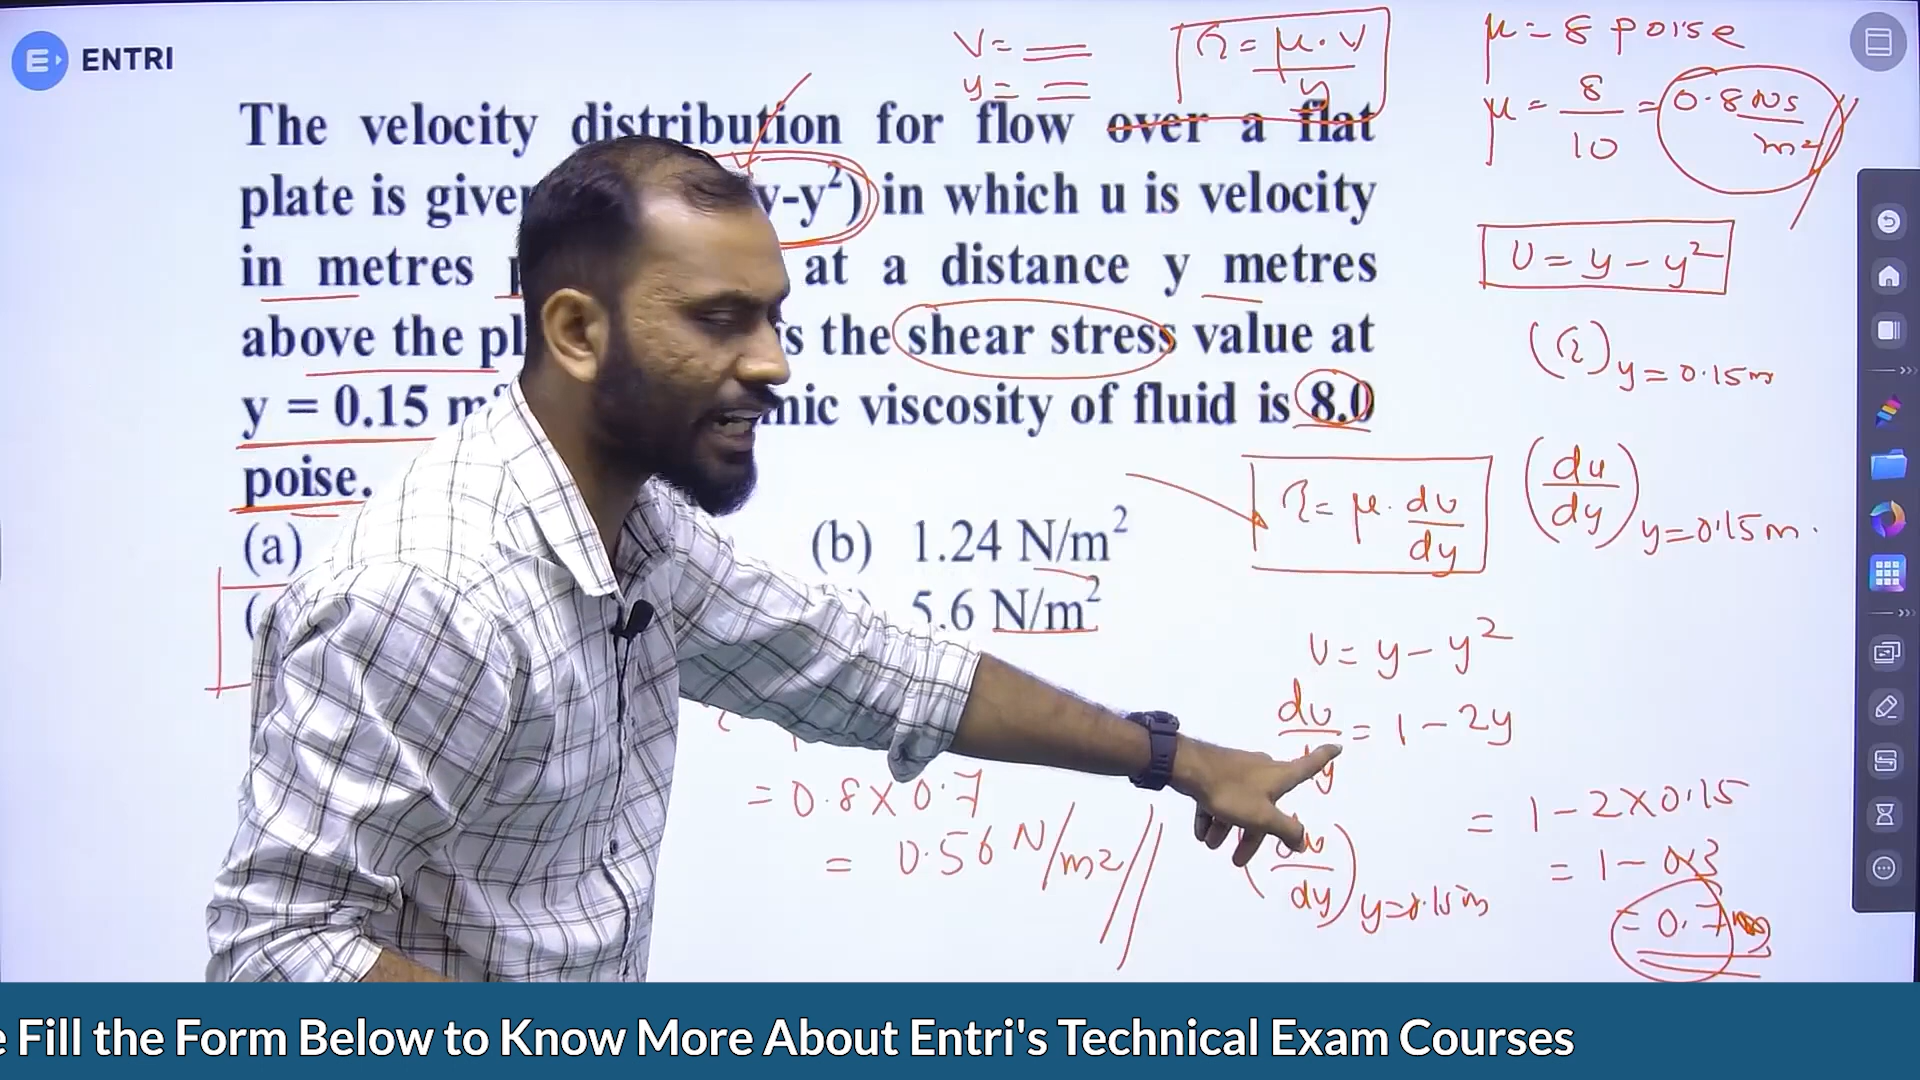 ENTRI
V=
y=
τ = μ·v
y
μ = 8 poise
μ = 8 = 0.8 Ns
10 m²
The velocity distribution for flow over a flat
plate is y-y²) in which u is velocity
in metres at a distance y metres
above the the shear stress value at
y = 0.15 viscosity of fluid is 8.0
poise.
(a) (b) 1.24 N/m²
5.6 N/m²
U = y - y²
(τ) y = 0.15m
τ = μ. du
dy
(du
dy) y=0.15m.
U = y - y²
du = 1 - 2y
dy
= 0.8 x 0.7
= 0.56 N/m2
(du
dy) y=0.15m
= 1 - 2x0.15
= 1 - 0.3
= 0.7
Fill the Form Below to Know More About Entri's Technical Exam Courses